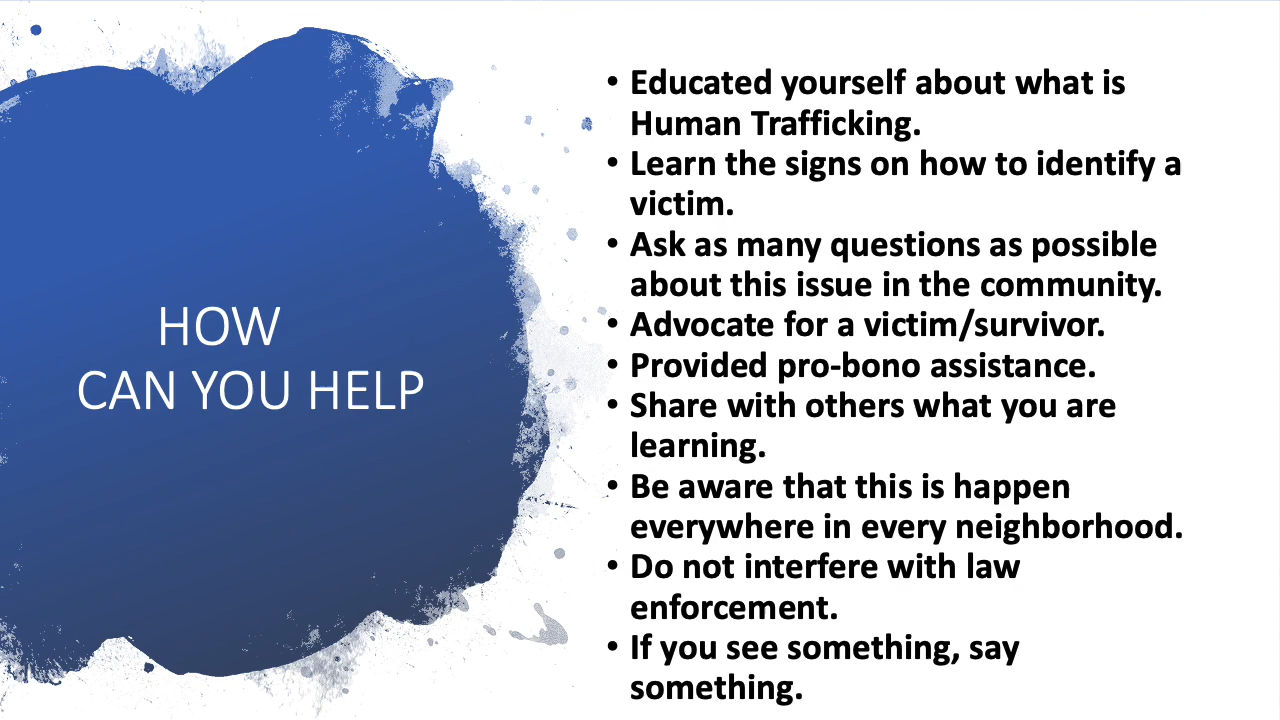 HOW
CAN YOU HELP
• Educated yourself about what is
Human Trafficking.
• Learn the signs on how to identify a
victim.
• Ask as many questions as possible
about this issue in the community.
• Advocate for a victim/survivor.
• Provided pro-bono assistance.
• Share with others what you are
learning.
• Be aware that this is happen
everywhere in every neighborhood.
• Do not interfere with law
enforcement.
• If you see something, say
something.